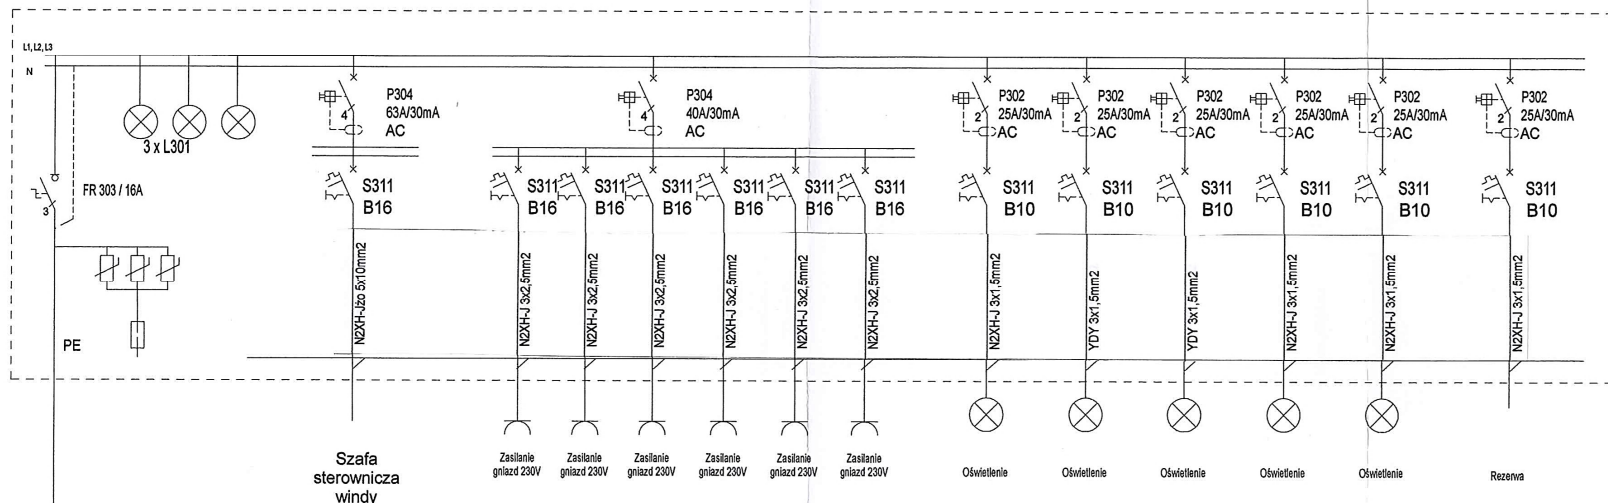 L1, L2, L3
N
3 x L301
FR 303 / 16A
3
PE
P304
63A/30mA
AC
4
P304
40A/30mA
AC
4
P302
25A/30mA
AC
2
P302
25A/30mA
AC
2
P302
25A/30mA
AC
2
P302
25A/30mA
AC
2
P302
25A/30mA
AC
2
P302
25A/30mA
AC
2
S311
B16
S311
B16
S311
B16
S311
B16
S311
B16
S311
B16
S311
B16
S311
B10
S311
B10
S311
B10
S311
B10
S311
B10
S311
B10
N2XH-Jżo 5x10mm2
N2XH-J 3x2,5mm2
N2XH-J 3x2,5mm2
N2XH-J 3x2,5mm2
N2XH-J 3x2,5mm2
N2XH-J 3x2,5mm2
N2XH-J 3x2,5mm2
N2XH-J 3x1,5mm2
YDY 3x1,5mm2
YDY 3x1,5mm2
N2XH-J 3x1,5mm2
N2XH-J 3x1,5mm2
N2XH-J 3x1,5mm2
Szafa
sterownicza
windy
Zasilanie
gniazd 230V
Zasilanie
gniazd 230V
Zasilanie
gniazd 230V
Zasilanie
gniazd 230V
Zasilanie
gniazd 230V
Zasilanie
gniazd 230V
Oświetlenie
Oświetlenie
Oświetlenie
Oświetlenie
Oświetlenie
Rezerwa